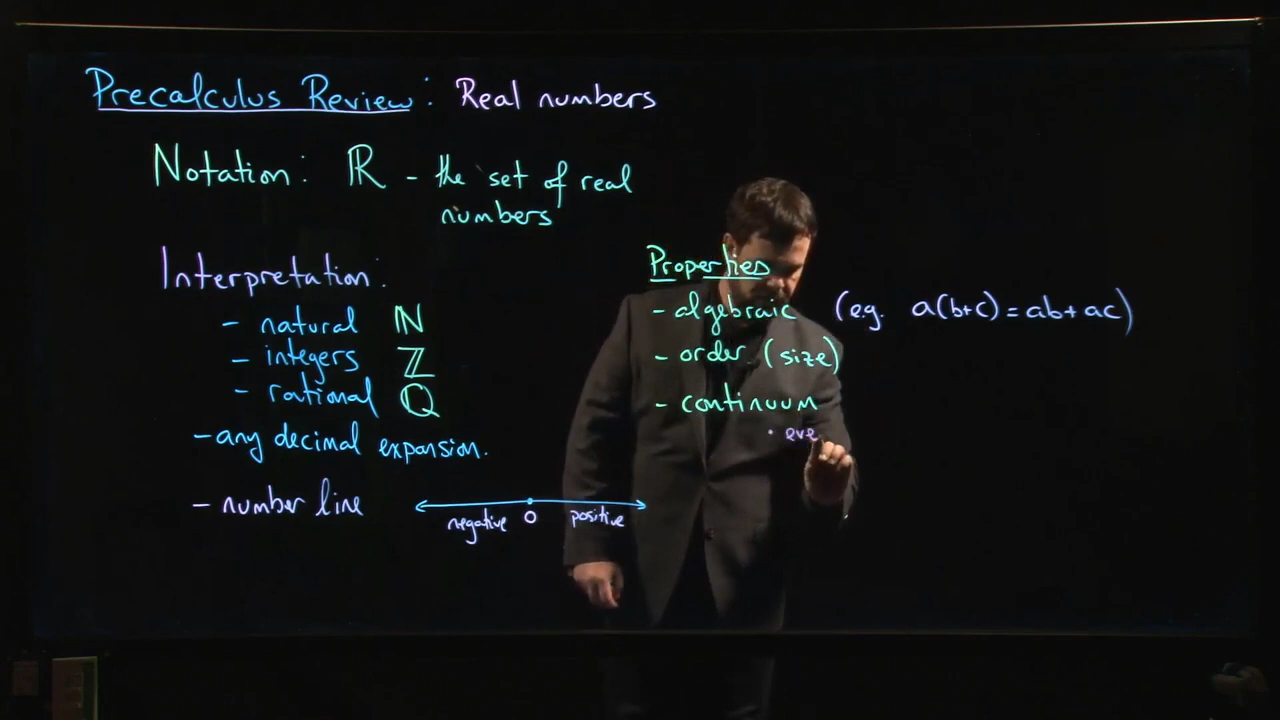 Precalculus Review: Real numbers
Notation: ℝ - the set of real
numbers
Interpretation:
- natural ℕ
- integers ℤ
- rational ℚ
- any decimal expansion.
- number line
negative 0 positive
Properties
- algebraic (e.g. a(b+c) = ab + ac)
- order (size)
- continuum
• eve